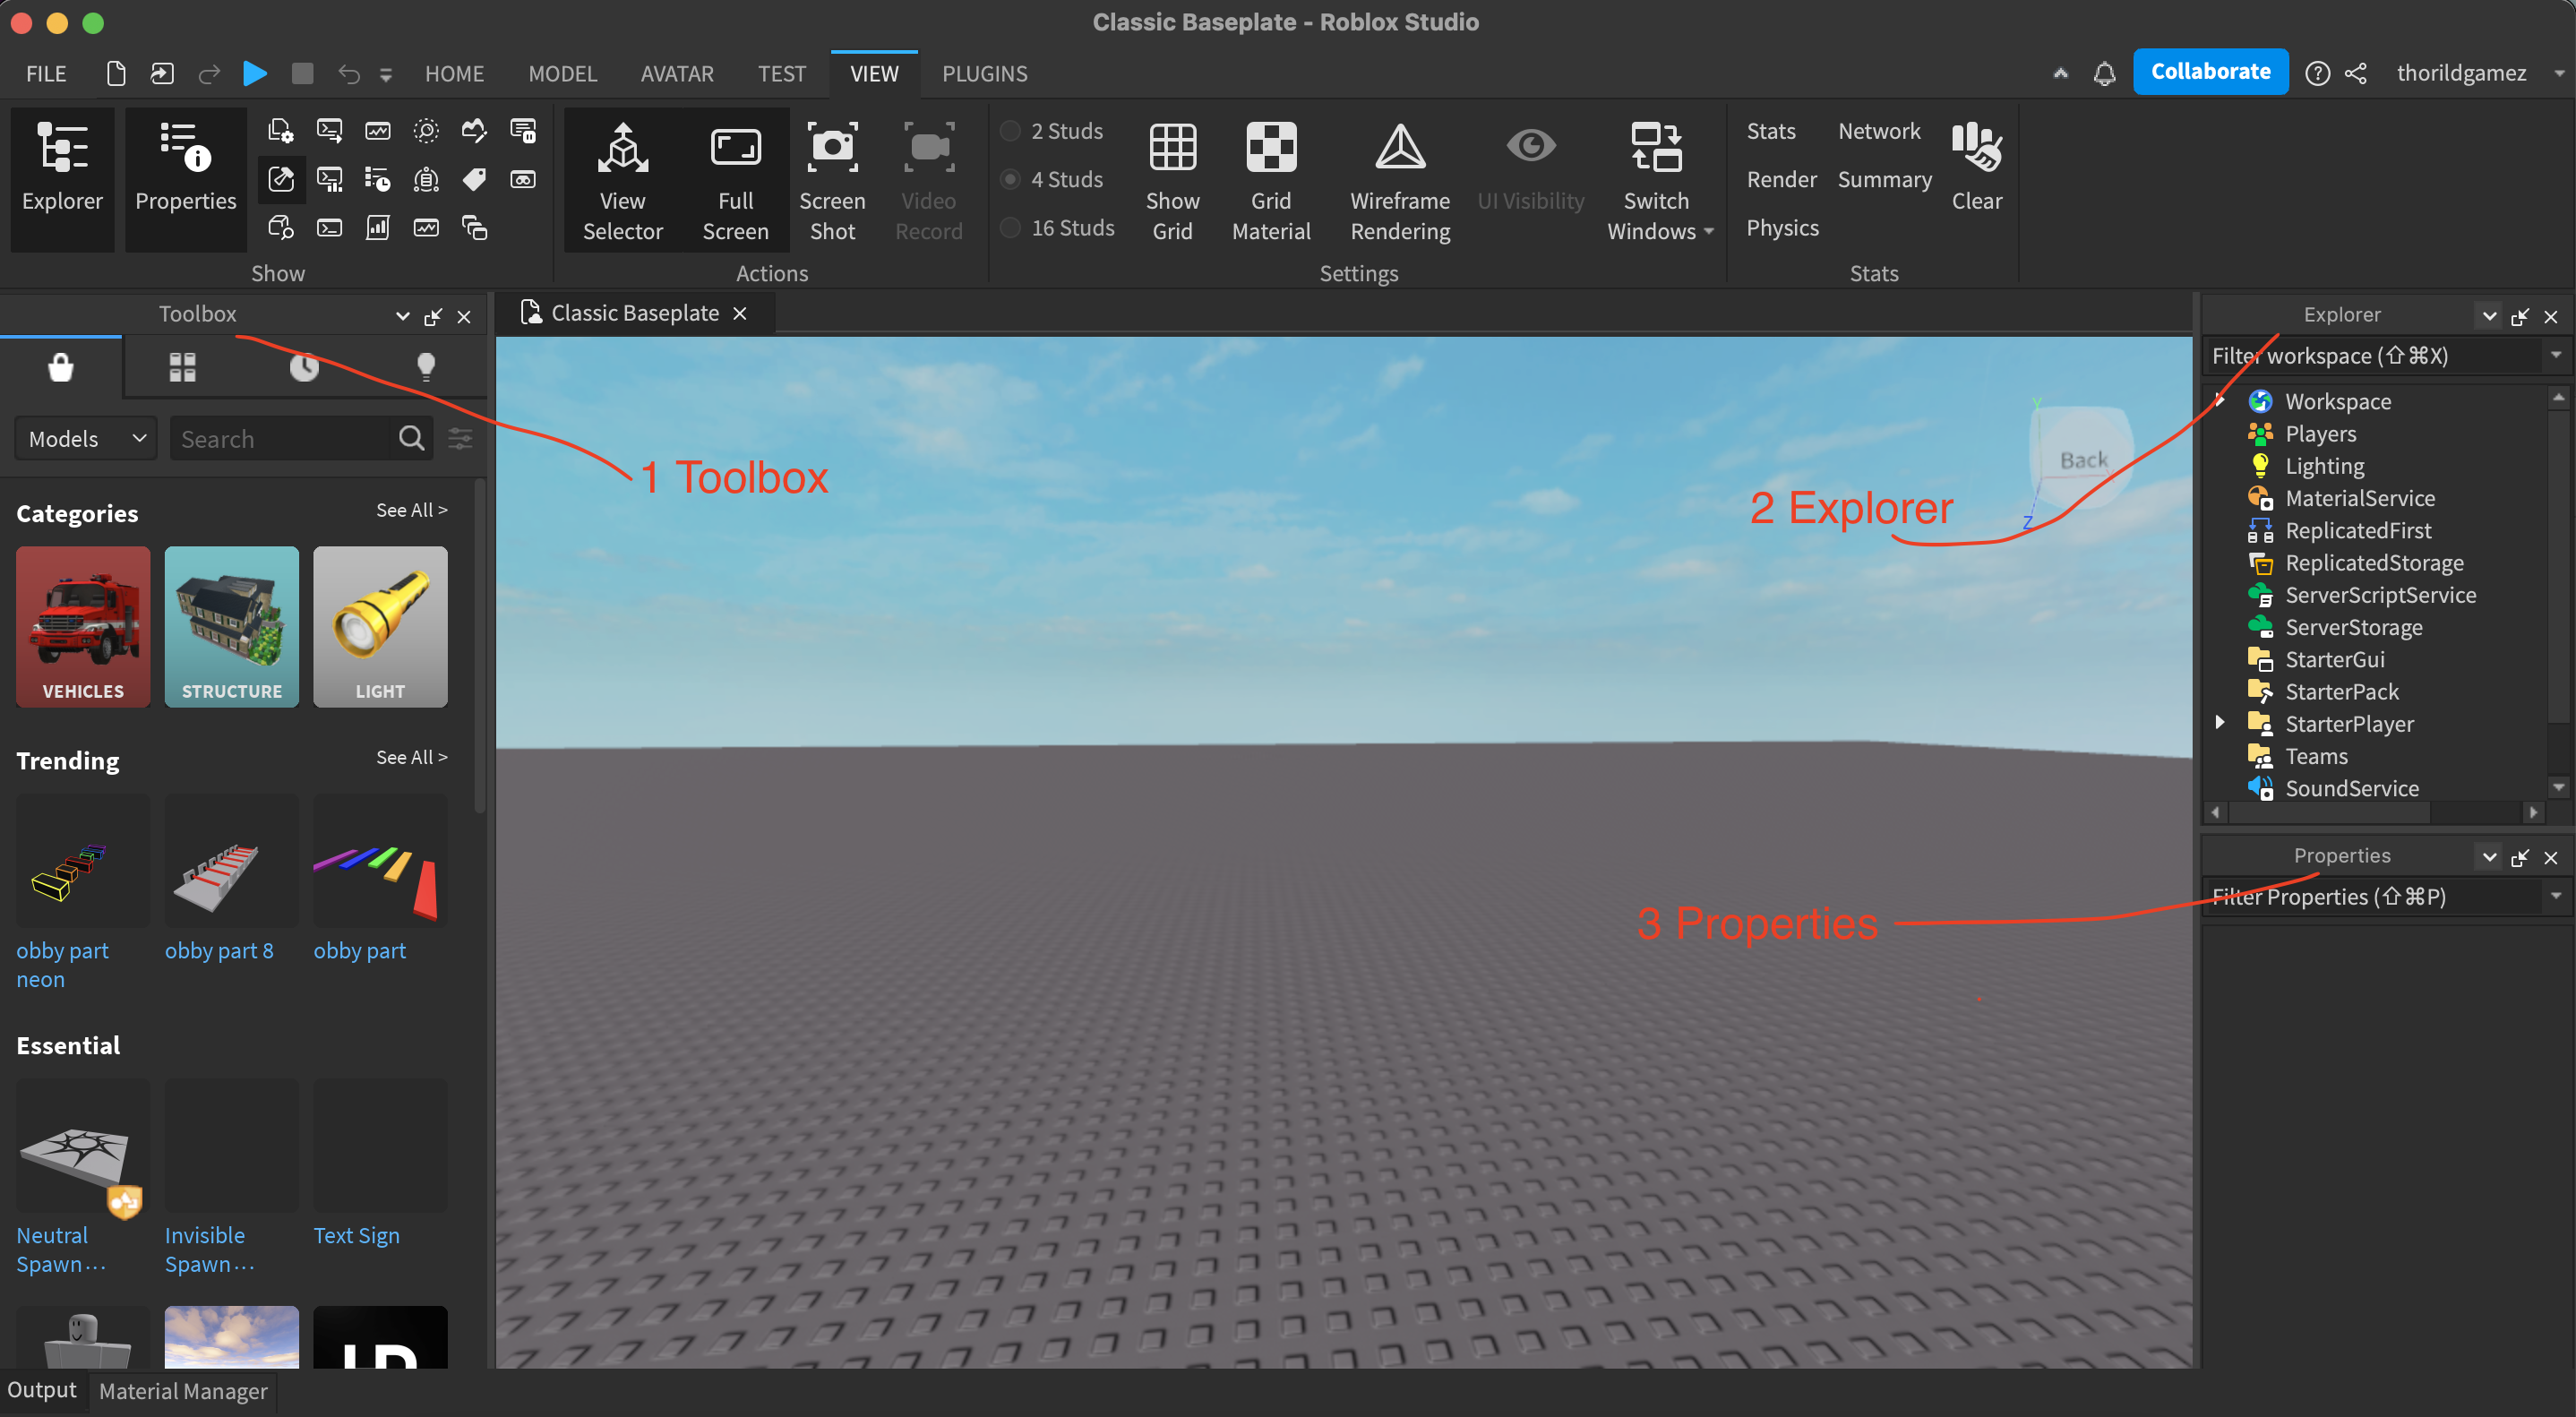 Classic Baseplate - Roblox Studio
FILE HOME MODEL AVATAR TEST VIEW PLUGINS Collaborate thorildgamez
Explorer
Properties
View
Selector
Full
Screen
Screen
Shot
Video
Record
2 Studs
4 Studs
16 Studs
Show
Grid
Grid
Material
Wireframe
Rendering
UI Visibility
Switch
Windows
Stats Network
Render Summary
Physics
Clear
Show Actions Settings Stats
Toolbox
Models
Search
Categories See All >
VEHICLES STRUCTURE LIGHT
Trending See All >
obby part
neon
obby part 8
obby part
Essential
Neutral
Spawn...
Invisible
Spawn...
Text Sign
Classic Baseplate
1 Toolbox
2 Explorer
3 Properties
Y
Back
Z
Explorer
Filter workspace (⇧⌘X)
Workspace
Players
Lighting
MaterialService
ReplicatedFirst
ReplicatedStorage
ServerScriptService
ServerStorage
StarterGui
StarterPack
StarterPlayer
Teams
SoundService
Properties
Filter Properties (⇧⌘P)
Output Material Manager